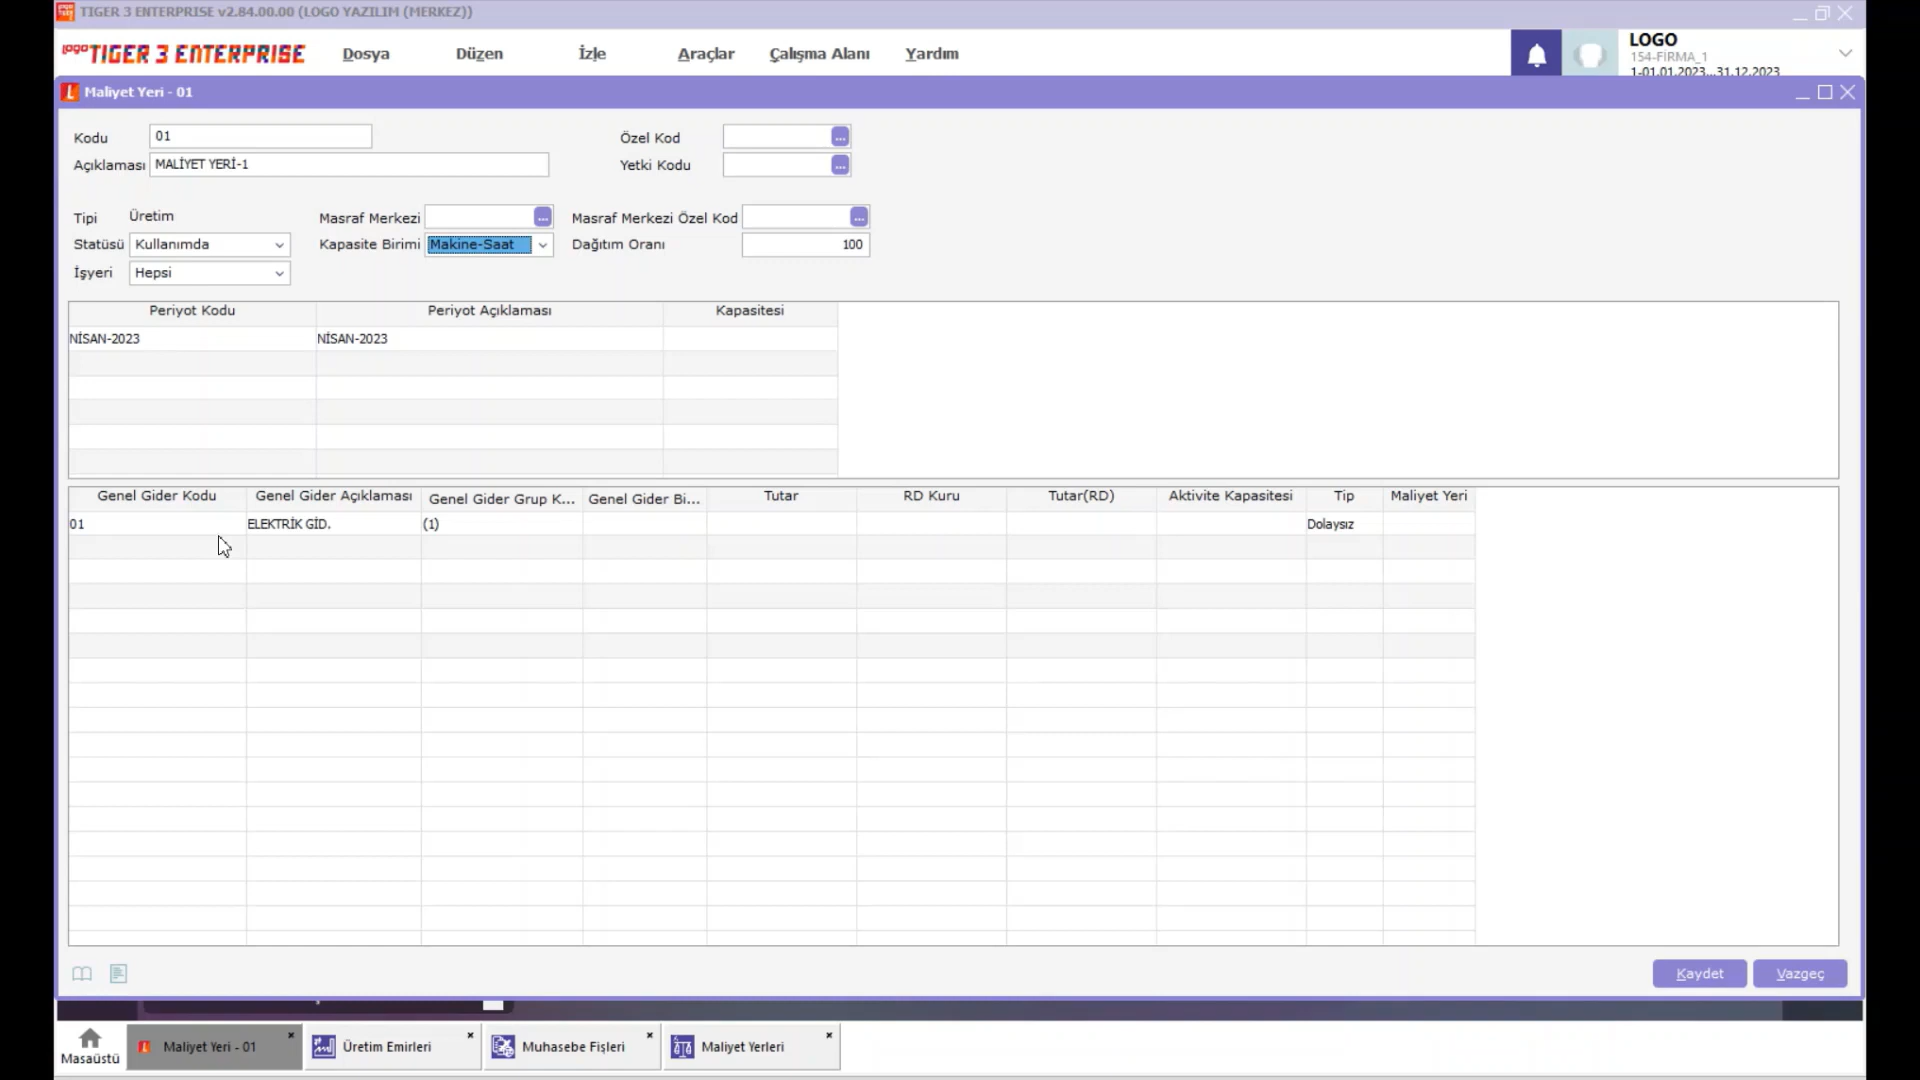 TIGER 3 ENTERPRISE v2.84.00.00 (LOGO YAZILIM (MERKEZ))
logo TIGER 3 ENTERPRISE Dosya Düzen İzle Araçlar Çalışma Alanı Yardım
LOGO
154-FİRMA_1
1-01.01.2023...31.12.2023
Maliyet Yeri - 01
Kodu 01 Özel Kod ...
Açıklaması MALİYET YERİ-1 Yetki Kodu ...
Tipi Üretim Masraf Merkezi ... Masraf Merkezi Özel Kod ...
Statüsü Kullanımda Kapasite Birimi Makine-Saat Dağıtım Oranı 100
İşyeri Hepsi
Periyot Kodu Periyot Açıklaması Kapasitesi
NİSAN-2023 NİSAN-2023
Genel Gider Kodu Genel Gider Açıklaması Genel Gider Grup K... Genel Gider Bi... Tutar RD Kuru Tutar(RD) Aktivite Kapasitesi Tip Maliyet Yeri
01 ELEKTRİK GİD. (1) Dolaysız
Kaydet Vazgeç
Masaüstü Maliyet Yeri - 01 Üretim Emirleri Muhasebe Fişleri Maliyet Yerleri